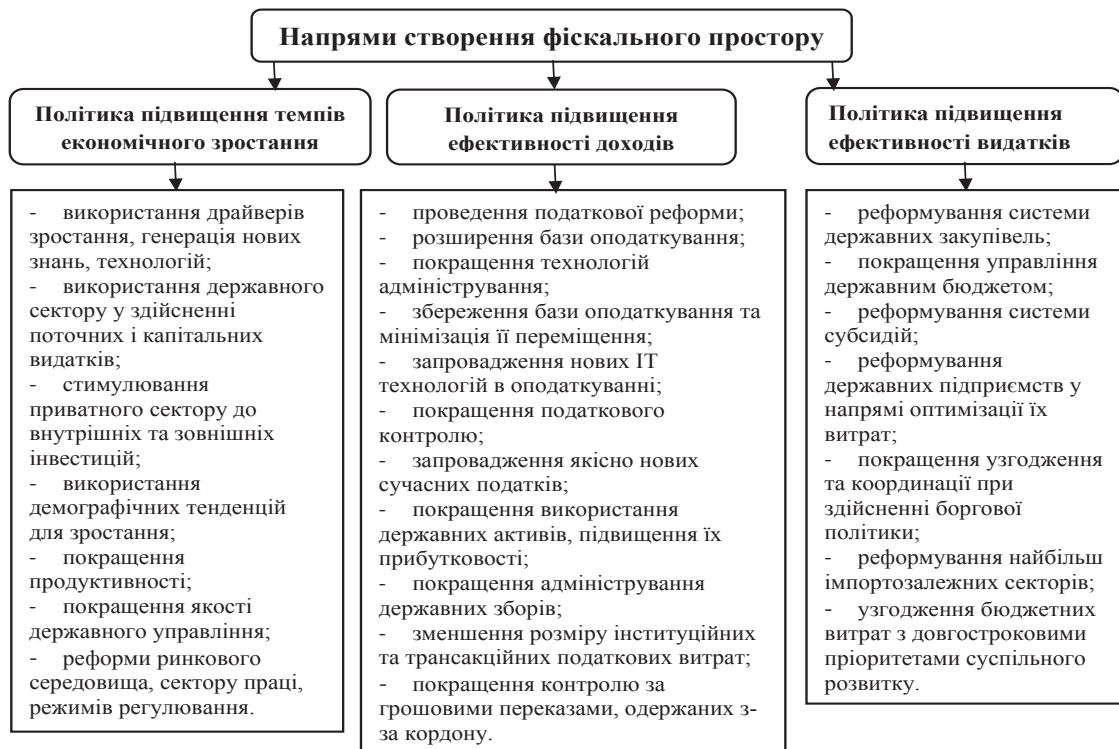 Напрями створення фіскального простору
Політика підвищення темпів
економічного зростання
- використання драйверів
зростання, генерація нових
знань, технологій;
- використання державного
сектору у здійсненні
поточних і капітальних
видатків;
- стимулювання
приватного сектору до
внутрішніх та зовнішніх
інвестицій;
- використання
демографічних тенденцій
для зростання;
- покращення
продуктивності;
- покращення якості
державного управління;
- реформи ринкового
середовища, сектору праці,
режимів регулювання.
Політика підвищення
ефективності доходів
- проведення податкової реформи;
- розширення бази оподаткування;
- покращення технологій
адміністрування;
- збереження бази оподаткування та
мінімізація її переміщення;
- запровадження нових ІТ
технологій в оподаткуванні;
- покращення податкового
контролю;
- запровадження якісно нових
сучасних податків;
- покращення використання
державних активів, підвищення їх
прибутковості;
- покращення адміністрування
державних зборів;
- зменшення розміру інституційних
та трансакційних податкових витрат;
- покращення контролю за
грошовими переказами, одержаних з-
за кордону.
Політика підвищення
ефективності видатків
- реформування системи
державних закупівель;
- покращення управління
державним бюджетом;
- реформування системи
субсидій;
- реформування
державних підприємств у
напрямі оптимізації їх
витрат;
- покращення узгодження
та координації при
здійсненні боргової
політики;
- реформування найбільш
імпортозалежних секторів;
- узгодження бюджетних
витрат з довгостроковими
пріоритетами суспільного
розвитку.